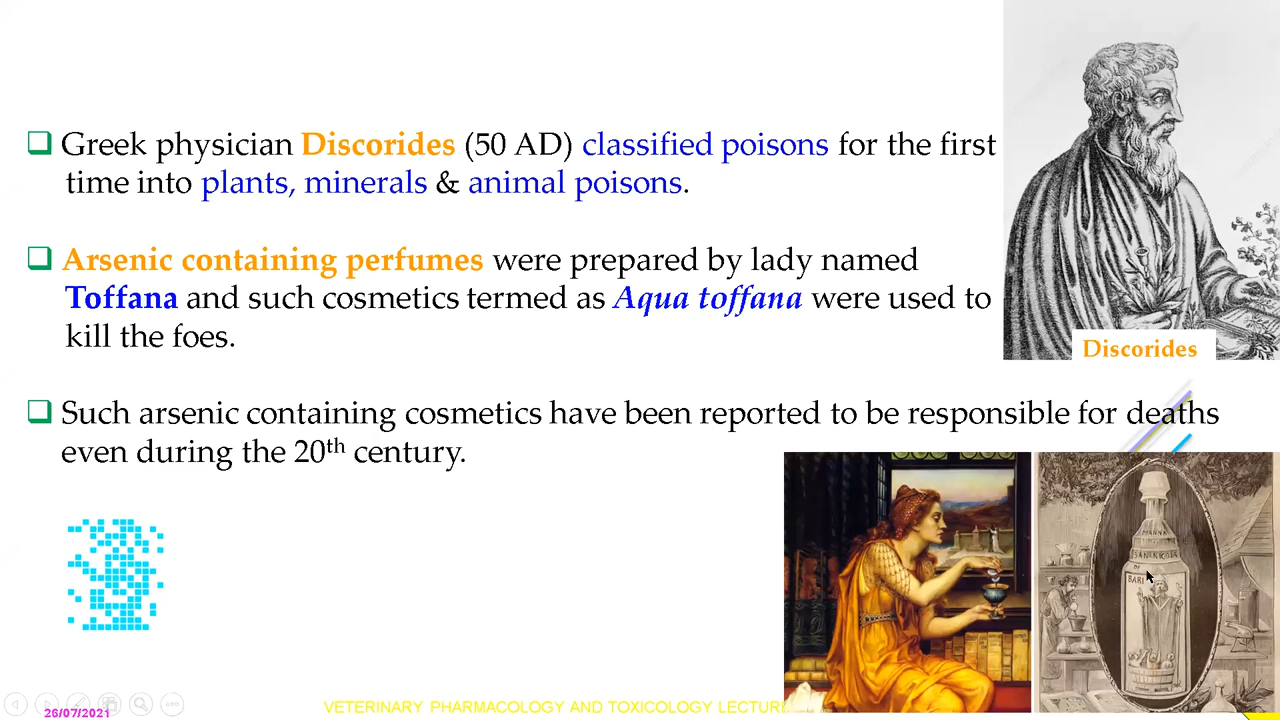 ❑ Greek physician Discorides (50 AD) classified poisons for the first
time into plants, minerals & animal poisons.
❑ Arsenic containing perfumes were prepared by lady named
Toffana and such cosmetics termed as Aqua toffana were used to
kill the foes.
❑ Such arsenic containing cosmetics have been reported to be responsible for deaths
even during the 20th century.
Discorides
MANNA
DI
BARI
26/07/2021
VETERINARY PHARMACOLOGY AND TOXICOLOGY LECTURE